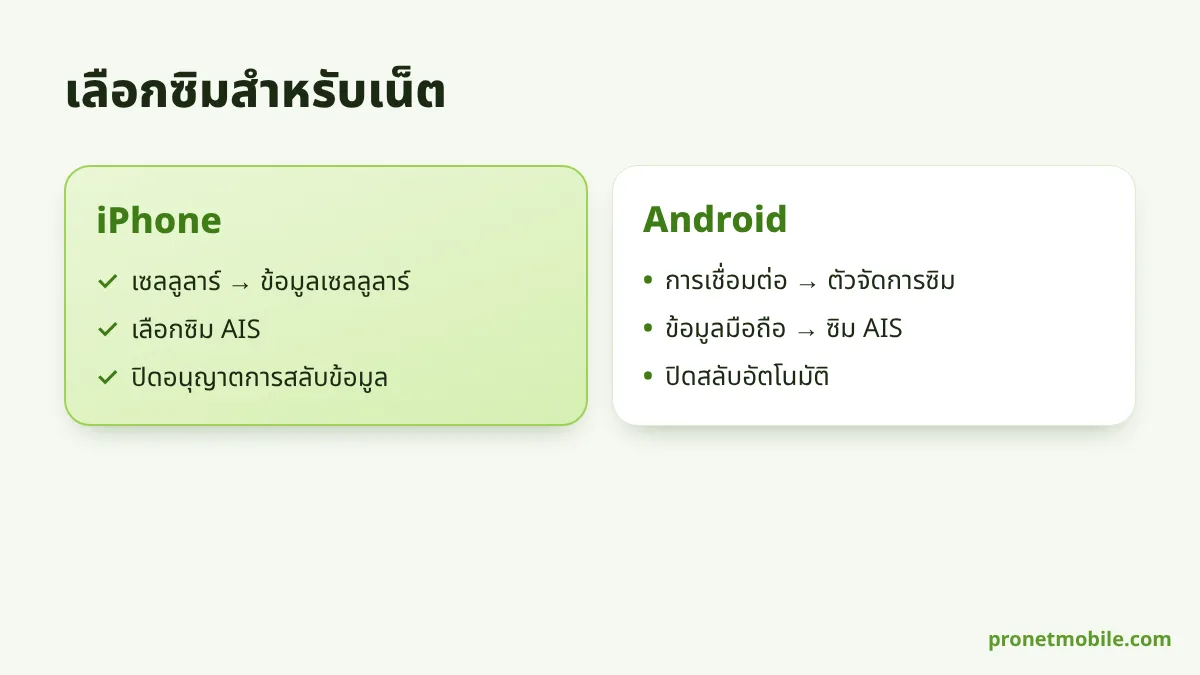 เลือกซิมสำหรับเน็ต
iPhone
เซลลูลาร์ → ข้อมูลเซลลูลาร์
เลือกซิม AIS
ปิดอนุญาตการสลับข้อมูล
Android
การเชื่อมต่อ → ตัวจัดการซิม
ข้อมูลมือถือ → ซิม AIS
ปิดสลับอัตโนมัติ
pronetmobile.com